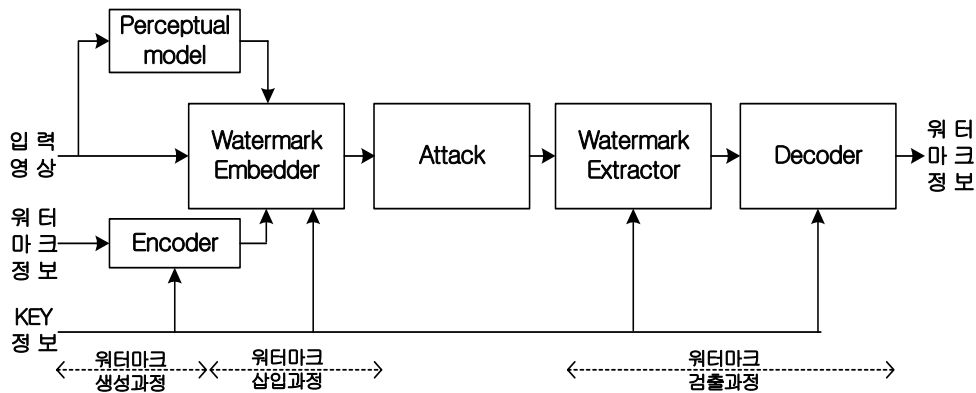 Perceptual
model
입 력
영 상
Watermark
Embedder
Attack
Watermark
Extractor
Decoder
워 터
마 크
정 보
워 터
마 크
정 보
Encoder
KEY
정 보
워터마크
생성과정
워터마크
삽입과정
워터마크
검출과정